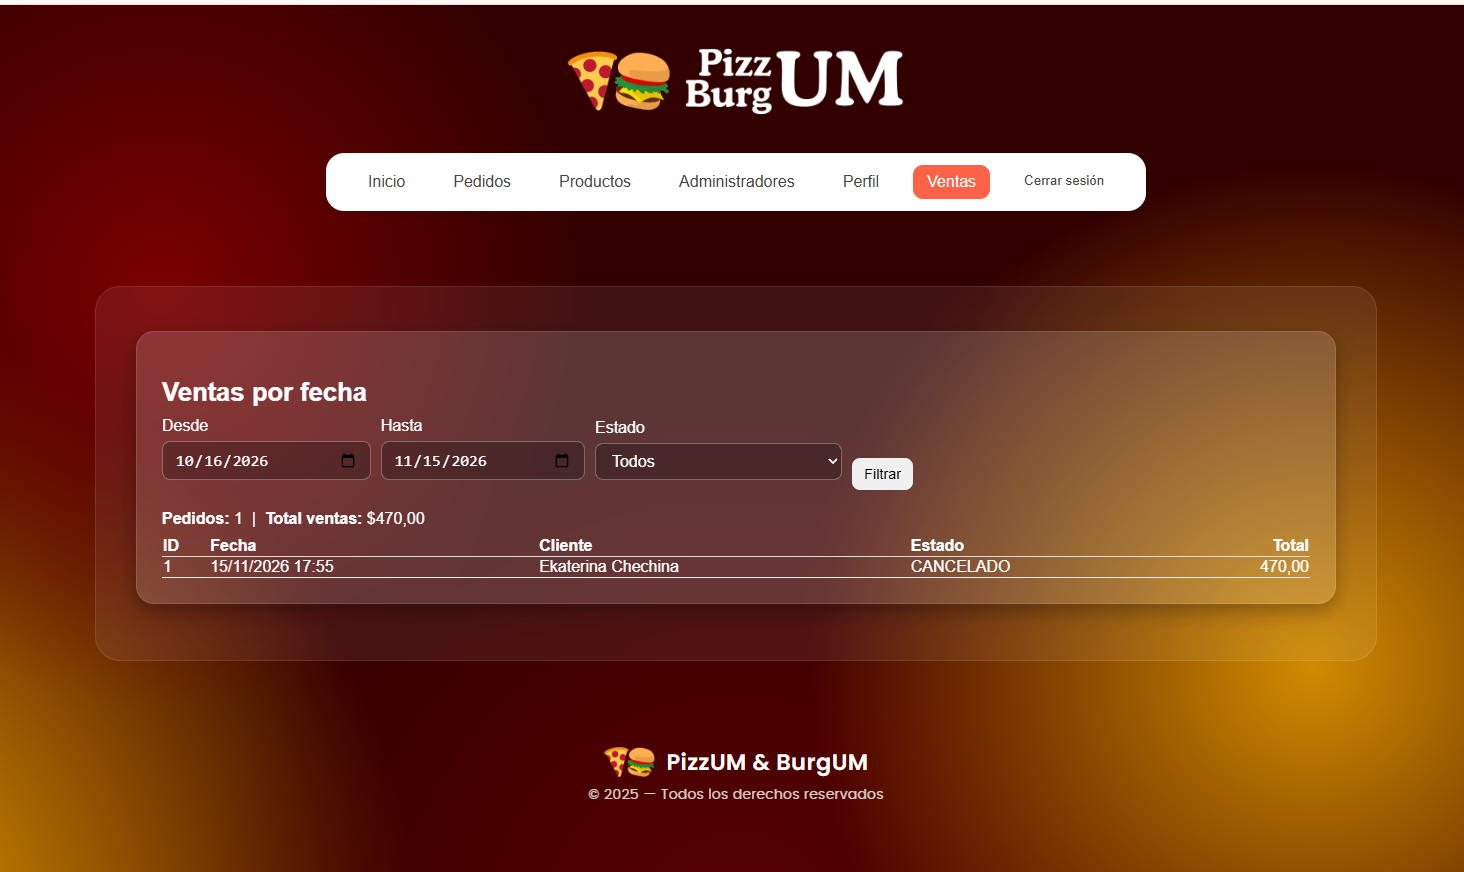 Pizz
Burg UM
Inicio Pedidos Productos Administradores Perfil Ventas Cerrar sesión
Ventas por fecha
Desde Hasta Estado
10/16/2026 11/15/2026 Todos Filtrar
Pedidos: 1 | Total ventas: $470,00
ID Fecha Cliente Estado Total
1 15/11/2026 17:55 Ekaterina Chechina CANCELADO 470,00
PizzUM & BurgUM
© 2025 — Todos los derechos reservados